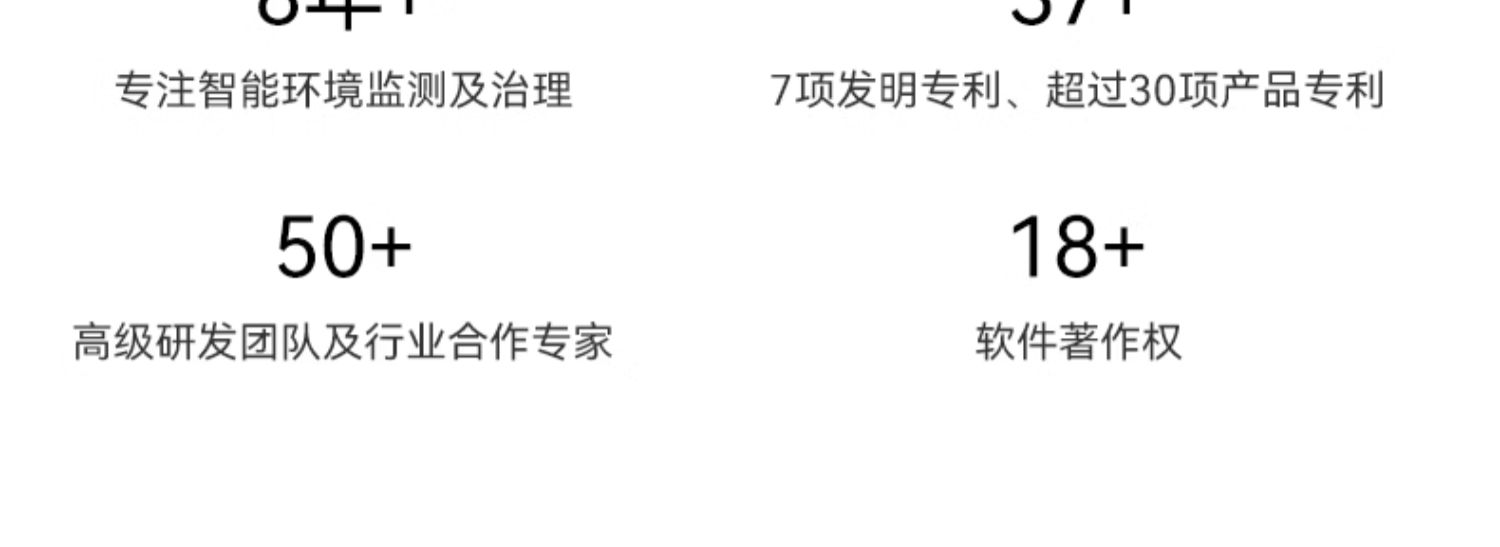 专注智能环境监测及治理
7项发明专利、超过30项产品专利
50+
18+
高级研发团队及行业合作专家
软件著作权